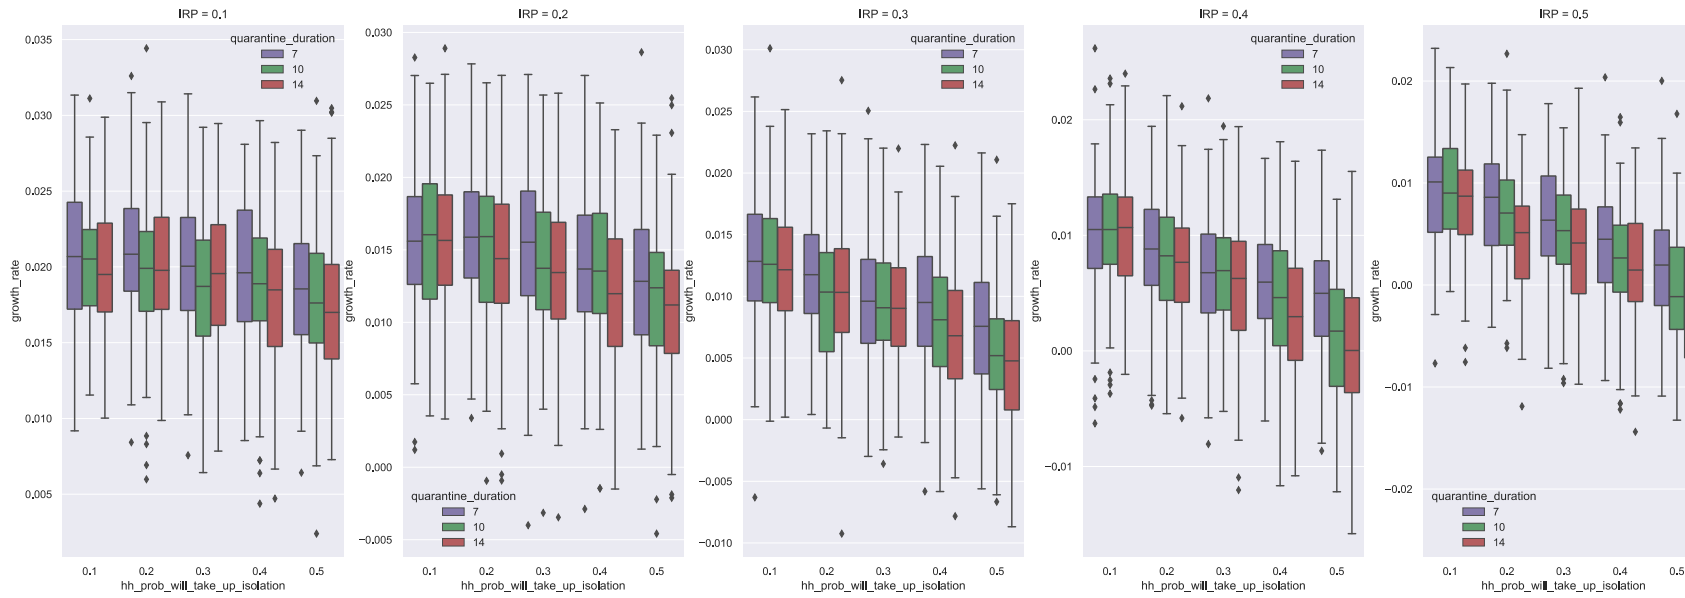 IRP = 0.1
0.035
0.030
0.025
0.020
0.015
0.010
0.005
growth_rate
quarantine_duration
7
10
14
0.1 0.2 0.3 0.4 0.5
hh_prob_will_take_up_isolation
IRP = 0.2
0.030
0.025
0.020
0.015
0.010
0.005
0.000
−0.005
growth_rate
quarantine_duration
7
10
14
0.1 0.2 0.3 0.4 0.5
hh_prob_will_take_up_isolation
IRP = 0.3
0.030
0.025
0.020
0.015
0.010
0.005
0.000
−0.005
−0.010
growth_rate
quarantine_duration
7
10
14
0.1 0.2 0.3 0.4 0.5
hh_prob_will_take_up_isolation
IRP = 0.4
0.02
0.01
0.00
−0.01
growth_rate
quarantine_duration
7
10
14
0.1 0.2 0.3 0.4 0.5
hh_prob_will_take_up_isolation
IRP = 0.5
0.02
0.01
0.00
−0.01
−0.02
growth_rate
quarantine_duration
7
10
14
0.1 0.2 0.3 0.4 0.5
hh_prob_will_take_up_isolation